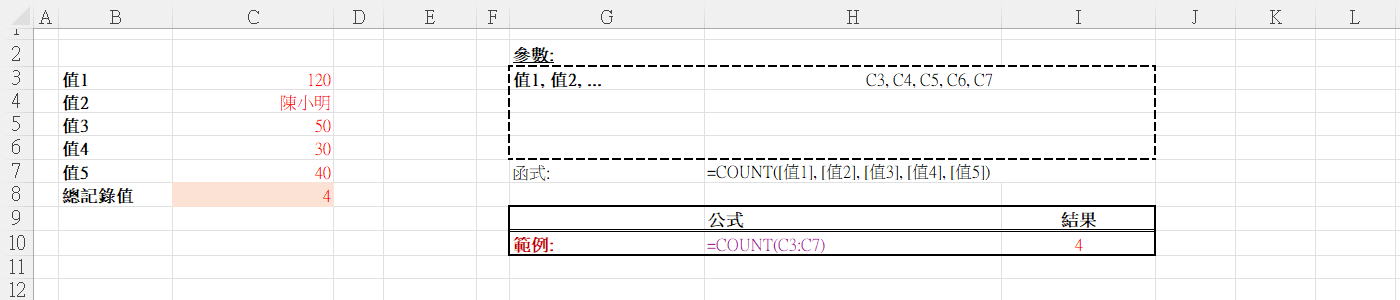 A B C D E F G H I J K L
1
2 參數:
3 值1 120 值1, 值2, ... C3, C4, C5, C6, C7
4 值2 陳小明
5 值3 50
6 值4 30
7 值5 40 函式: =COUNT([值1], [值2], [值3], [值4], [值5])
8 總記錄值 4
9 公式 結果
10 範例: =COUNT(C3:C7) 4
11
12